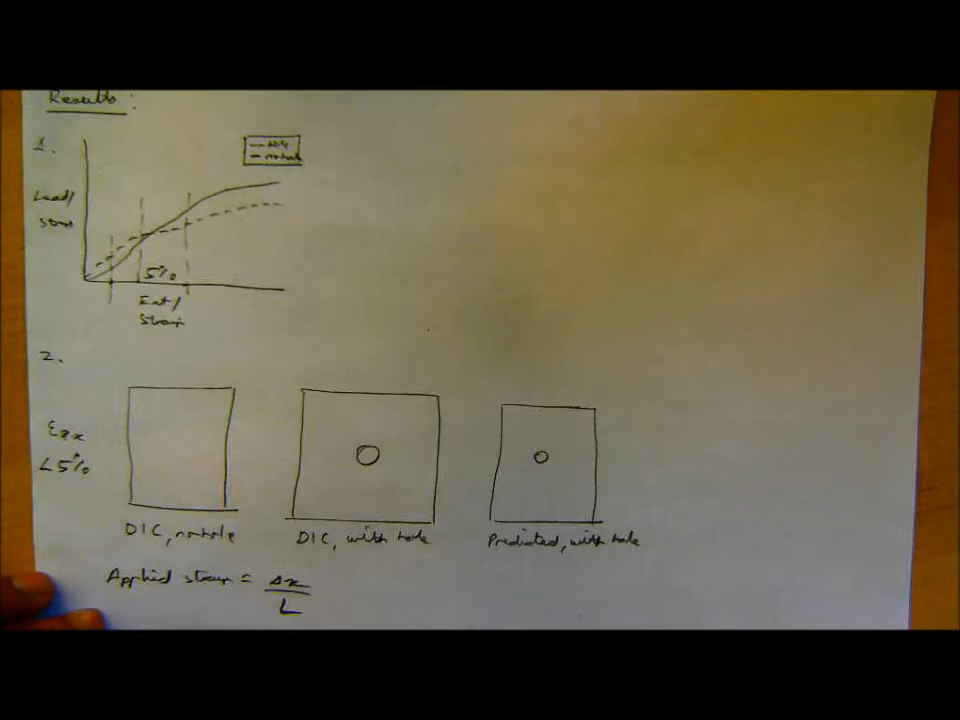 Results:
1.
-- Hole
— no hole
Load/
Stress
5%
Ext/
Strain
2.
εxx
<5%
DIC, no hole
DIC, with hole
Predicted, with hole
Applied strain = Δx
L